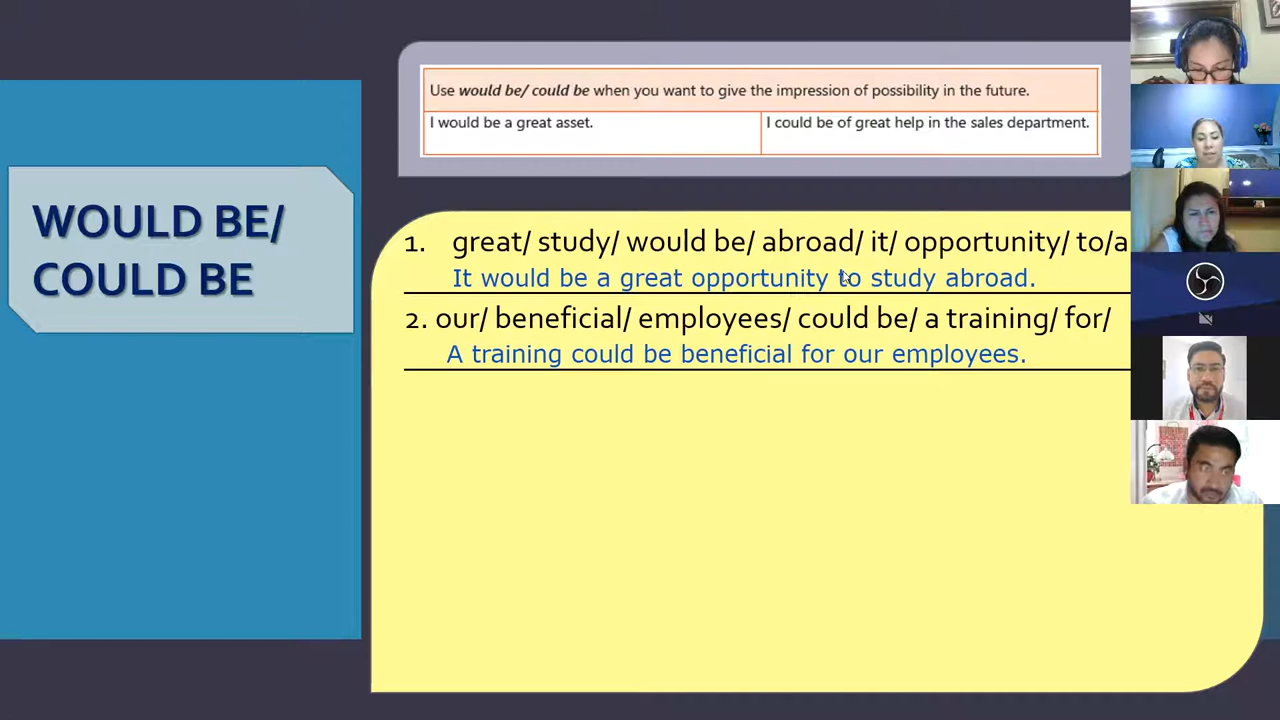 Use would be/ could be when you want to give the impression of possibility in the future.
I would be a great asset.
I could be of great help in the sales department.
WOULD BE/
COULD BE
1. great/ study/ would be/ abroad/ it/ opportunity/ to/a
It would be a great opportunity to study abroad.
2. our/ beneficial/ employees/ could be/ a training/ for/
A training could be beneficial for our employees.